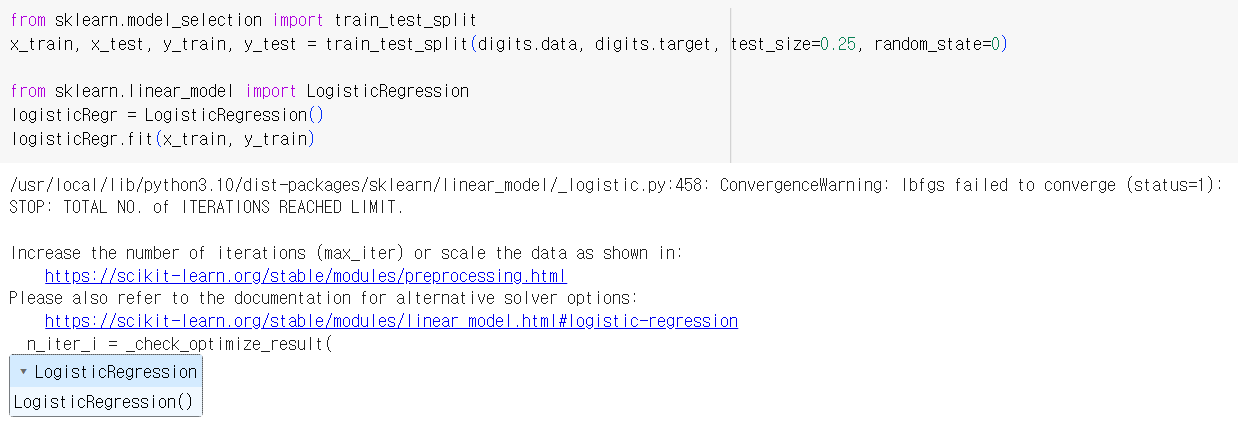 from sklearn.model_selection import train_test_split
x_train, x_test, y_train, y_test = train_test_split(digits.data, digits.target, test_size=0.25, random_state=0)
from sklearn.linear_model import LogisticRegression
logisticRegr = LogisticRegression()
logisticRegr.fit(x_train, y_train)
/usr/local/lib/python3.10/dist-packages/sklearn/linear_model/_logistic.py:458: ConvergenceWarning: lbfgs failed to converge (status=1):
STOP: TOTAL NO. of ITERATIONS REACHED LIMIT.
Increase the number of iterations (max_iter) or scale the data as shown in:
https://scikit-learn.org/stable/modules/preprocessing.html
Please also refer to the documentation for alternative solver options:
https://scikit-learn.org/stable/modules/linear_model.html#logistic-regression
n_iter_i = _check_optimize_result(
▾ LogisticRegression
LogisticRegression()